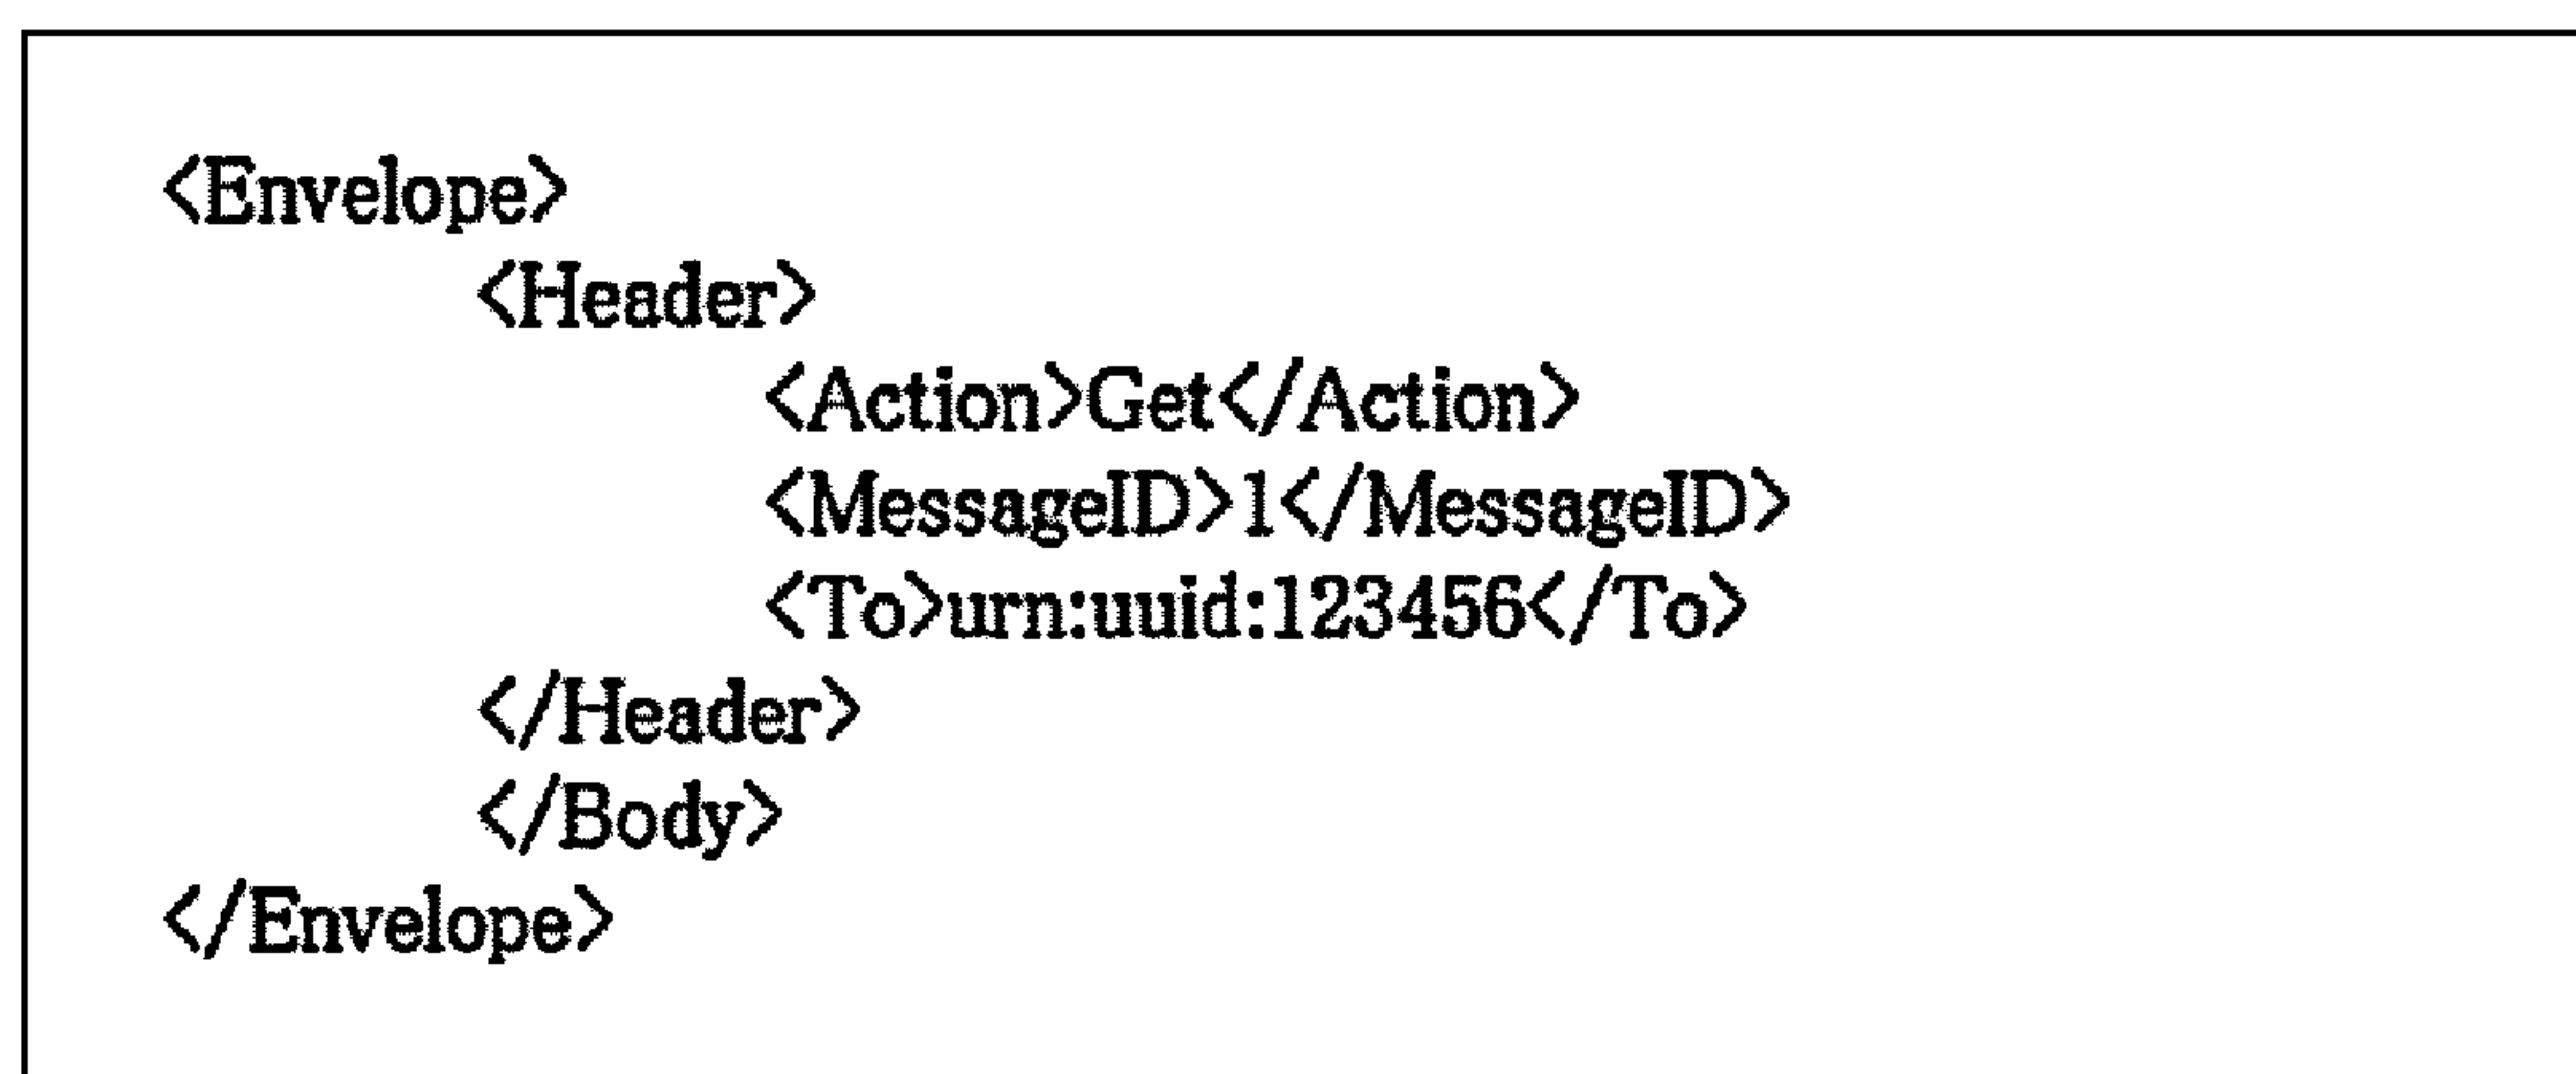 <Envelope>
<Header>
<Action>Get</Action>
<MessageID>1</MessageID>
<To>urn:uuid:123456</To>
</Header>
</Body>
</Envelope>